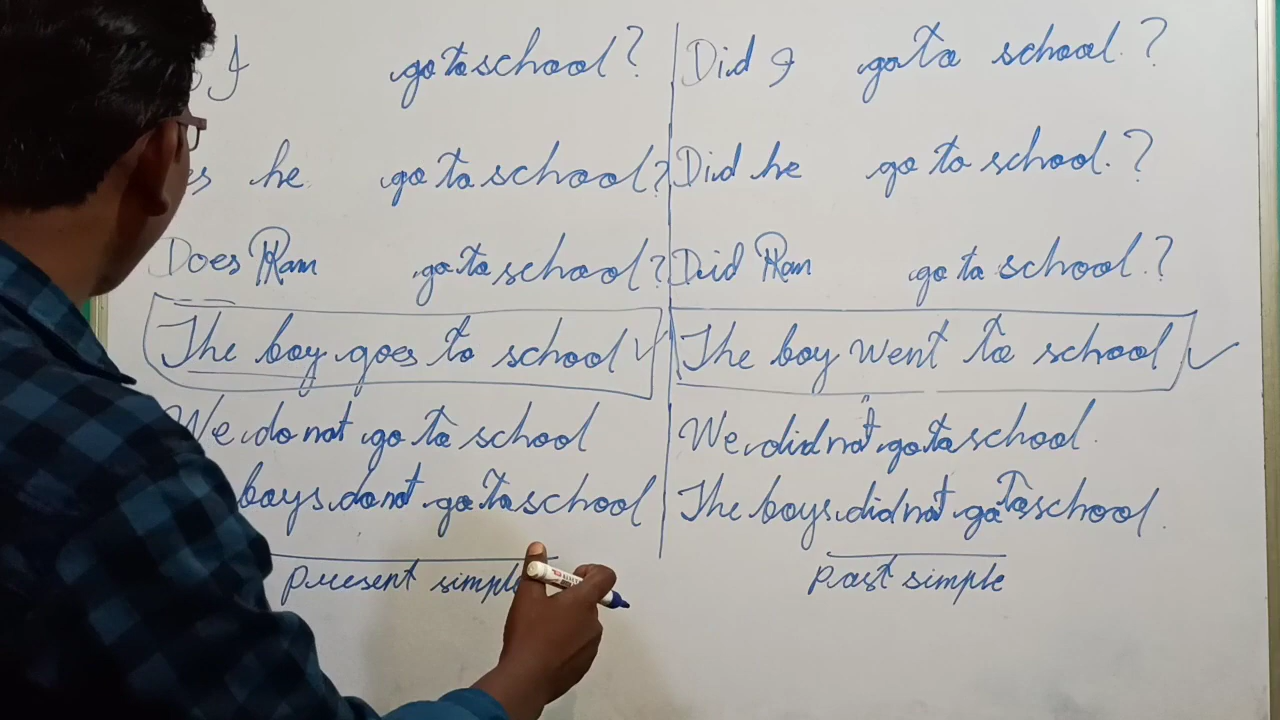 I go to school?
he go to school?
Does Ram go to school?
The boy goes to school
We do not go to school
boys do not go to school
present simple
Did I go to school.?
Did he go to school.?
Did Ram go to school.?
The boy went to school
We did not go to school.
The boys did not go to school.
past simple